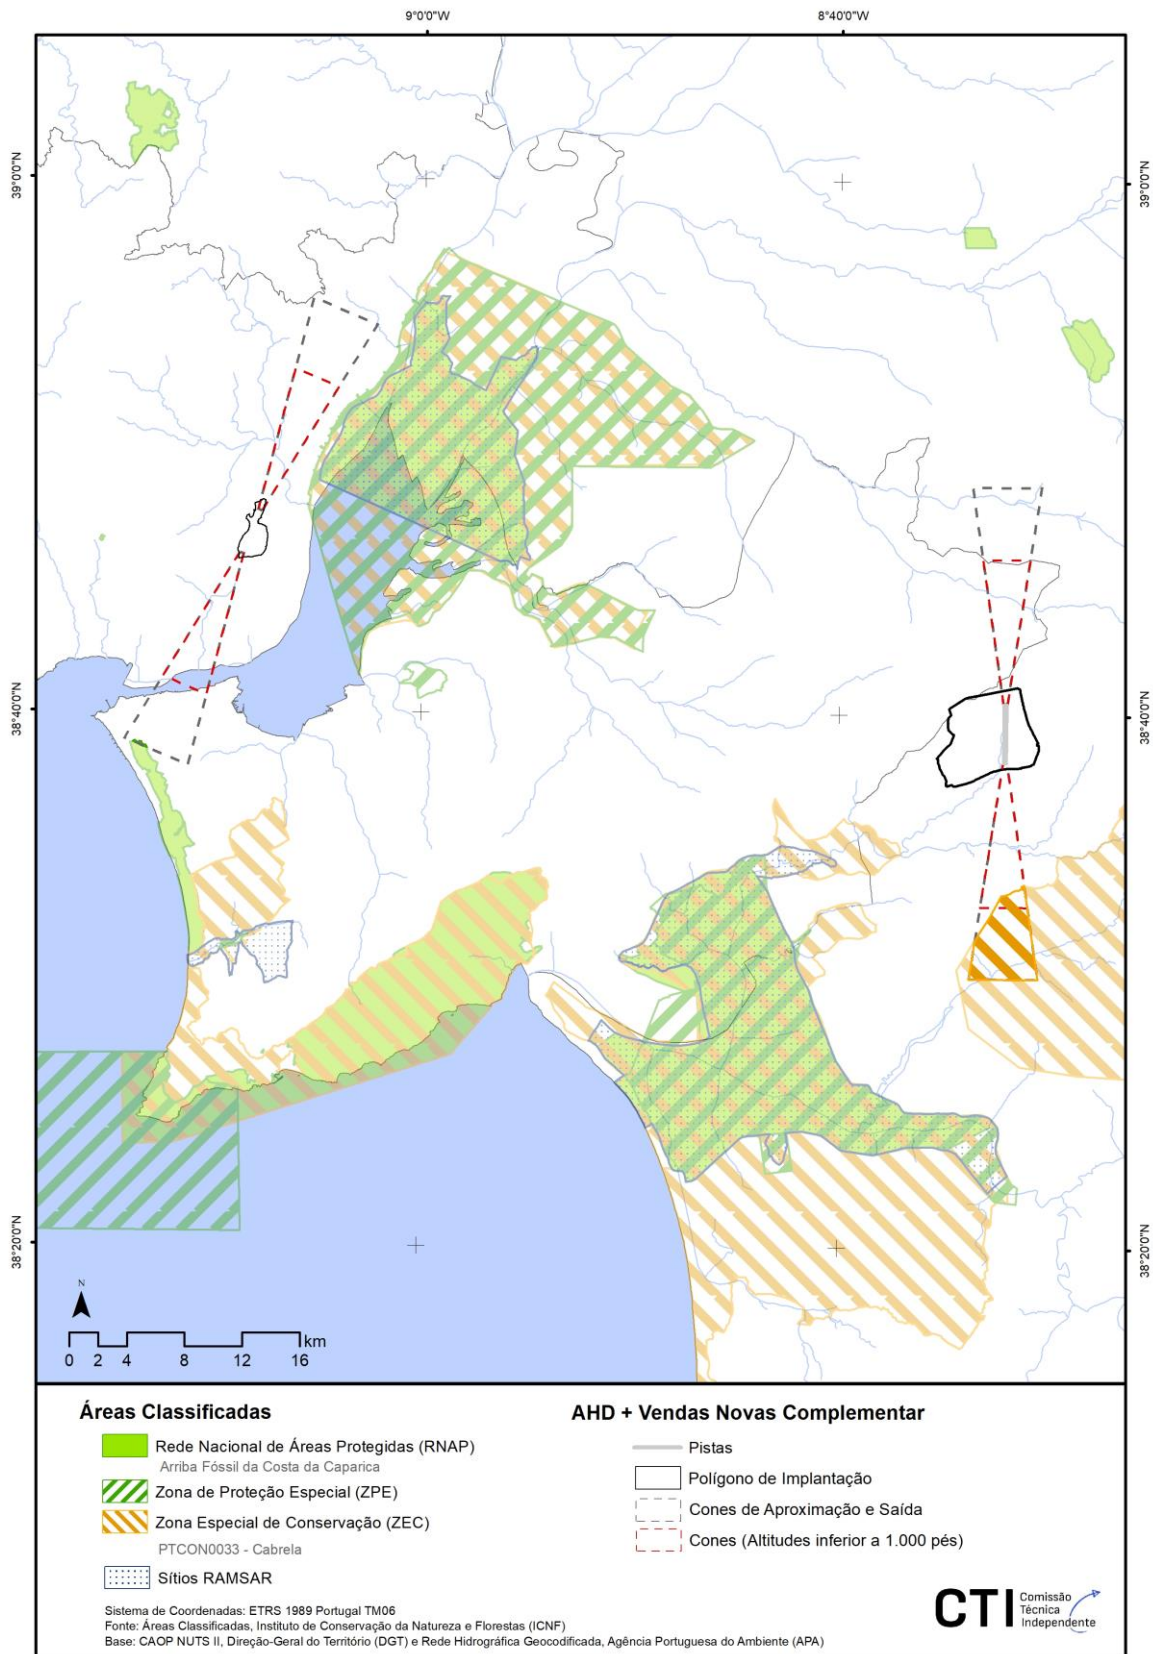 9°0'0"W
8°40'0"W
39°0'0"N
39°0'0"N
38°40'0"N
38°40'0"N
38°20'0"N
38°20'0"N
N
km
0 2 4 8 12 16
Áreas Classificadas
Rede Nacional de Áreas Protegidas (RNAP)
Arriba Fóssil da Costa da Caparica
Zona de Proteção Especial (ZPE)
Zona Especial de Conservação (ZEC)
PTCON0033 - Cabrela
Sítios RAMSAR
AHD + Vendas Novas Complementar
Pistas
Polígono de Implantação
Cones de Aproximação e Saída
Cones (Altitudes inferior a 1.000 pés)
Sistema de Coordenadas: ETRS 1989 Portugal TM06
Fonte: Áreas Classificadas, Instituto de Conservação da Natureza e Florestas (ICNF)
Base: CAOP NUTS II, Direção-Geral do Território (DGT) e Rede Hidrográfica Geocodificada, Agência Portuguesa do Ambiente (APA)
CTI
Comissão
Técnica
Independente